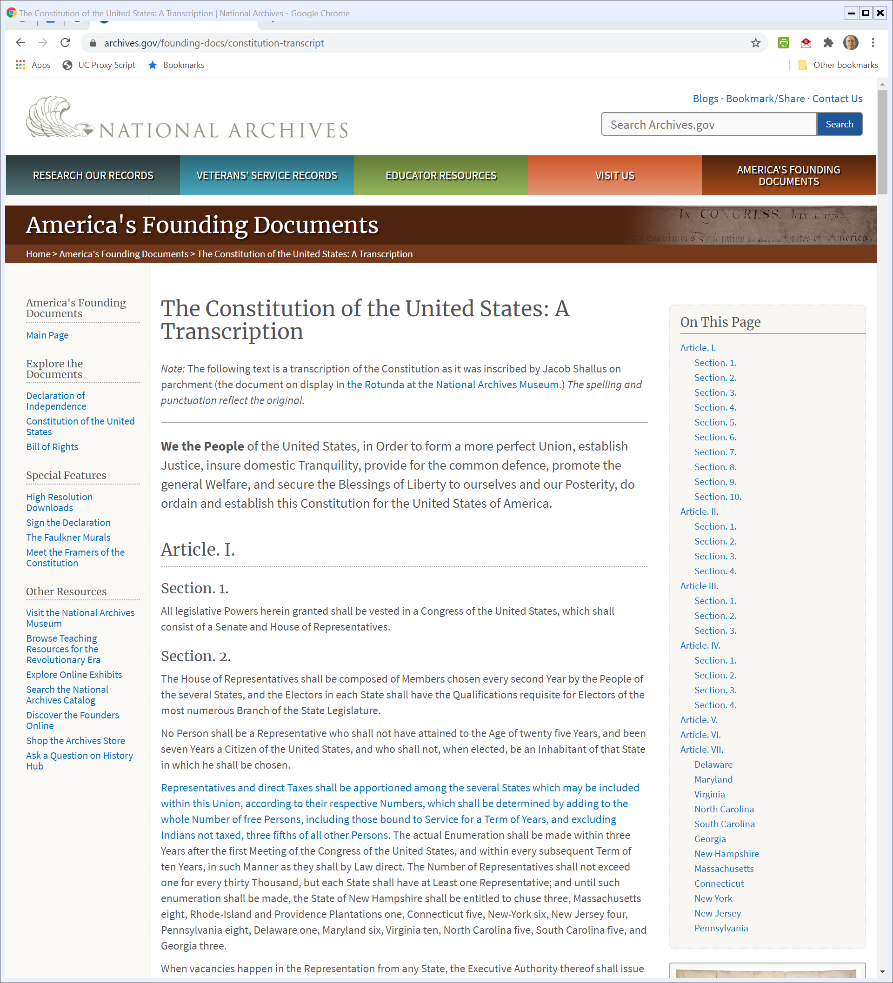 The Constitution of the United States: A Transcription | National Archives - Google Chrome
archives.gov/founding-docs/constitution-transcript
Apps
UC Proxy Script
Bookmarks
Other bookmarks
Blogs · Bookmark/Share · Contact Us
NATIONAL ARCHIVES
Search Archives.gov
Search
RESEARCH OUR RECORDS
VETERANS' SERVICE RECORDS
EDUCATOR RESOURCES
VISIT US
AMERICA'S FOUNDING
DOCUMENTS
America's Founding Documents
IN CONGRESS,
Home > America's Founding Documents > The Constitution of the United States: A Transcription
America's Founding
Documents
Main Page
Explore the
Documents
Declaration of
Independence
Constitution of the United
States
Bill of Rights
Special Features
High Resolution
Downloads
Sign the Declaration
The Faulkner Murals
Meet the Framers of the
Constitution
Other Resources
Visit the National Archives
Museum
Browse Teaching
Resources for the
Revolutionary Era
Explore Online Exhibits
Search the National
Archives Catalog
Discover the Founders
Online
Shop the Archives Store
Ask a Question on History
Hub
The Constitution of the United States: A
Transcription
Note: The following text is a transcription of the Constitution as it was inscribed by Jacob Shallus on
parchment (the document on display in the Rotunda at the National Archives Museum.) The spelling and
punctuation reflect the original.
We the People of the United States, in Order to form a more perfect Union, establish
Justice, insure domestic Tranquility, provide for the common defence, promote the
general Welfare, and secure the Blessings of Liberty to ourselves and our Posterity, do
ordain and establish this Constitution for the United States of America.
Article. I.
Section. 1.
All legislative Powers herein granted shall be vested in a Congress of the United States, which shall
consist of a Senate and House of Representatives.
Section. 2.
The House of Representatives shall be composed of Members chosen every second Year by the People of
the several States, and the Electors in each State shall have the Qualifications requisite for Electors of the
most numerous Branch of the State Legislature.
No Person shall be a Representative who shall not have attained to the Age of twenty five Years, and been
seven Years a Citizen of the United States, and who shall not, when elected, be an Inhabitant of that State
in which he shall be chosen.
Representatives and direct Taxes shall be apportioned among the several States which may be included
within this Union, according to their respective Numbers, which shall be determined by adding to the
whole Number of free Persons, including those bound to Service for a Term of Years, and excluding
Indians not taxed, three fifths of all other Persons. The actual Enumeration shall be made within three
Years after the first Meeting of the Congress of the United States, and within every subsequent Term of
ten Years, in such Manner as they shall by Law direct. The Number of Representatives shall not exceed
one for every thirty Thousand, but each State shall have at Least one Representative; and until such
enumeration shall be made, the State of New Hampshire shall be entitled to chuse three, Massachusetts
eight, Rhode-Island and Providence Plantations one, Connecticut five, New-York six, New Jersey four,
Pennsylvania eight, Delaware one, Maryland six, Virginia ten, North Carolina five, South Carolina five, and
Georgia three.
When vacancies happen in the Representation from any State, the Executive Authority thereof shall issue
On This Page
Article. I.
Section. 1.
Section. 2.
Section. 3.
Section. 4.
Section. 5.
Section. 6.
Section. 7.
Section. 8.
Section. 9.
Section. 10.
Article. II.
Section. 1.
Section. 2.
Section. 3.
Section. 4.
Article III.
Section. 1.
Section. 2.
Section. 3.
Article. IV.
Section. 1.
Section. 2.
Section. 3.
Section. 4.
Article. V.
Article. VI.
Article. VII.
Delaware
Maryland
Virginia
North Carolina
South Carolina
Georgia
New Hampshire
Massachusetts
Connecticut
New York
New Jersey
Pennsylvania